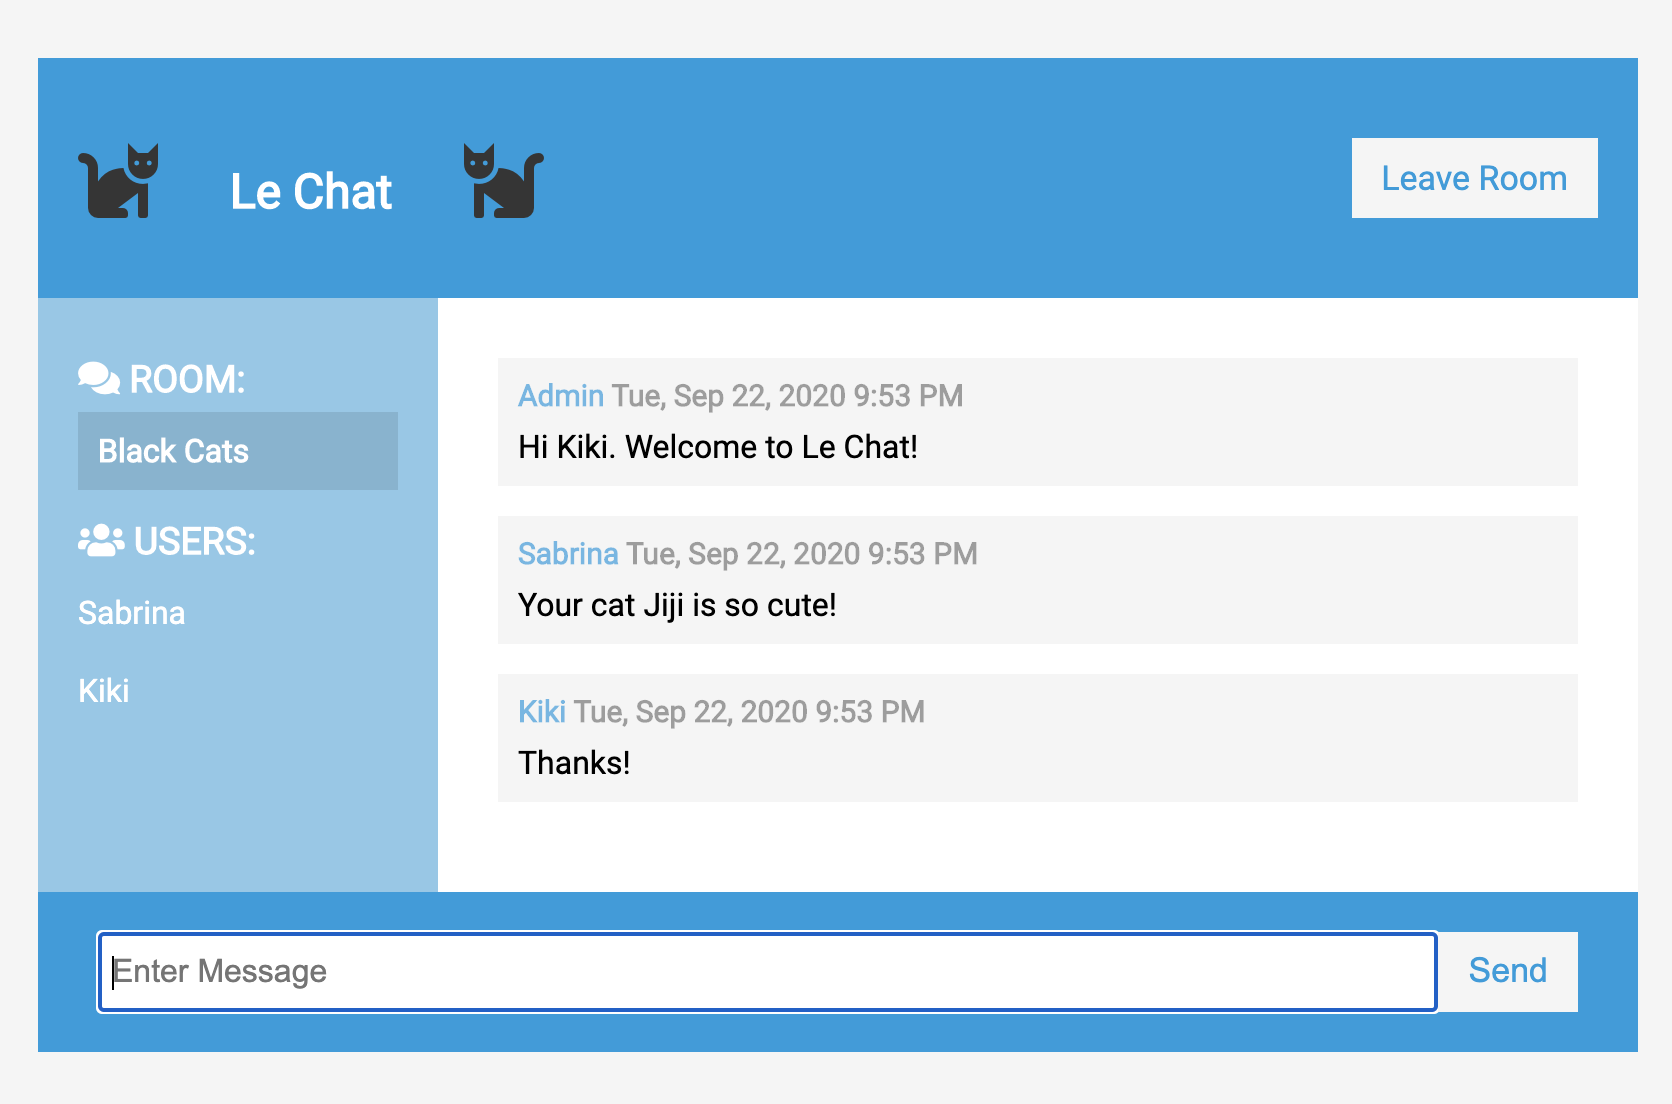 Le Chat
Leave Room
ROOM:
Black Cats
USERS:
Sabrina
Kiki
Admin Tue, Sep 22, 2020 9:53 PM
Hi Kiki. Welcome to Le Chat!
Sabrina Tue, Sep 22, 2020 9:53 PM
Your cat Jiji is so cute!
Kiki Tue, Sep 22, 2020 9:53 PM
Thanks!
Enter Message
Send